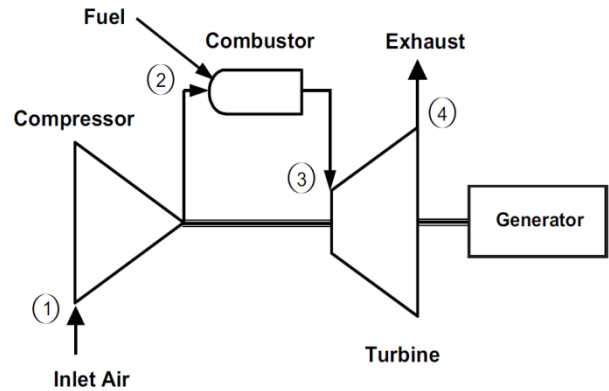 Fuel
Combustor
Exhaust
2
4
Compressor
3
Generator
1
Turbine
Inlet Air